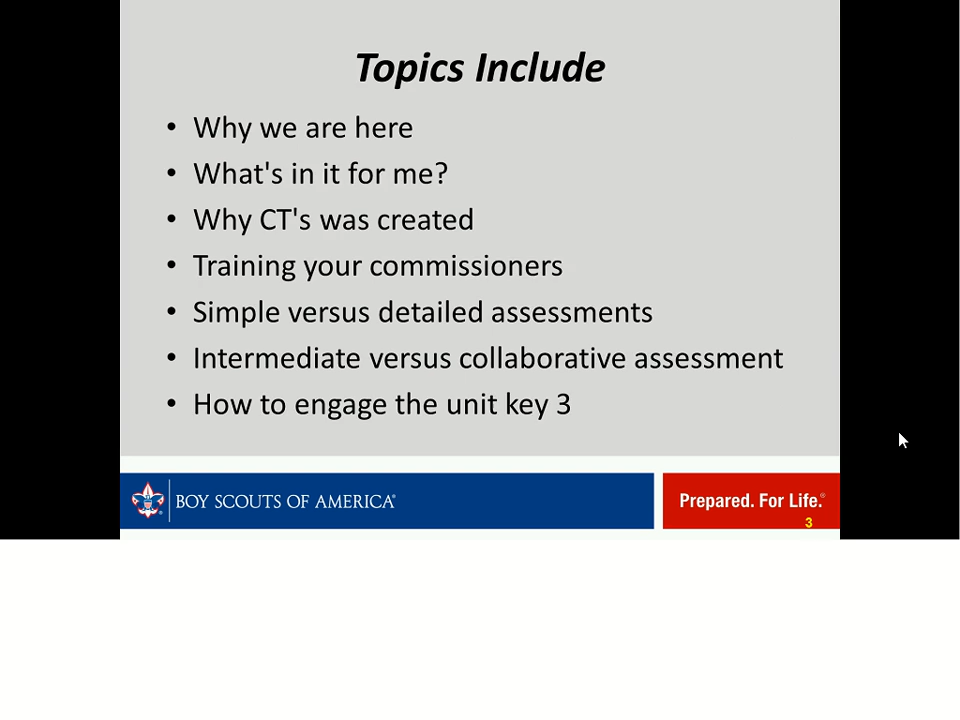 Topics Include
• Why we are here
• What's in it for me?
• Why CT's was created
• Training your commissioners
• Simple versus detailed assessments
• Intermediate versus collaborative assessment
• How to engage the unit key 3
BOY SCOUTS OF AMERICA®
Prepared. For Life.®
3